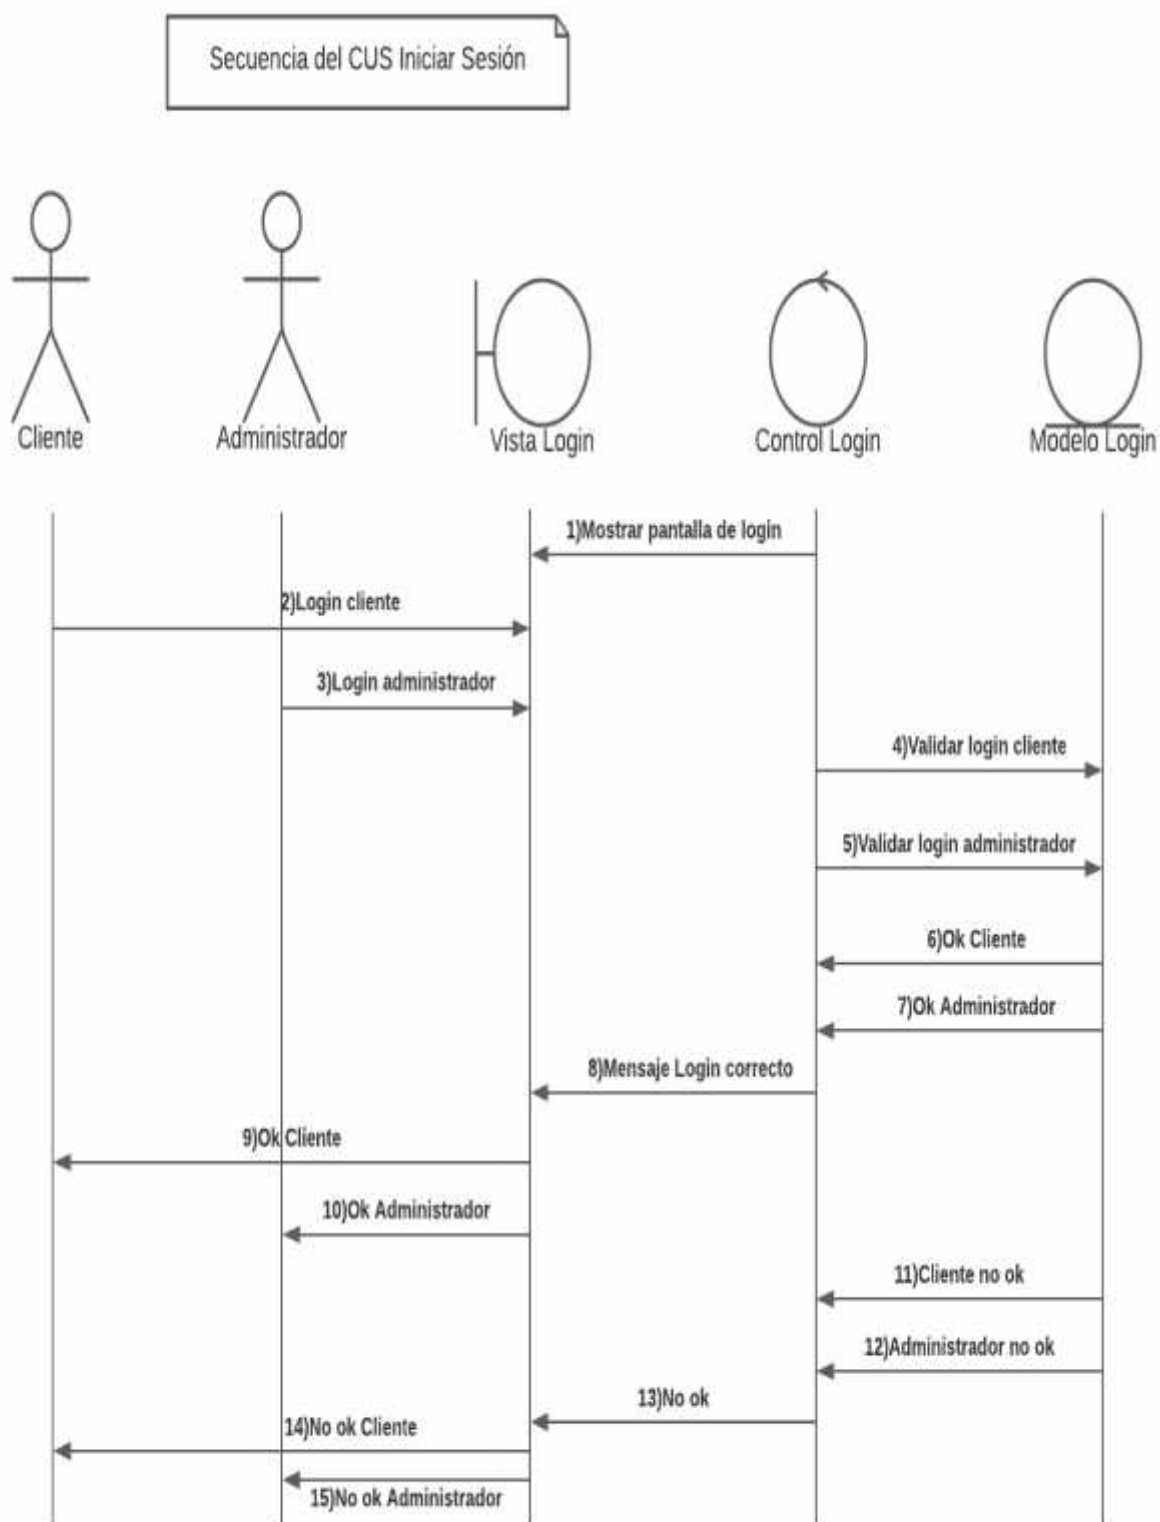 Secuencia del CUS Iniciar Sesión
Cliente
Administrador
Vista Login
Control Login
Modelo Login
1)Mostrar pantalla de login
2)Login cliente
3)Login administrador
4)Validar login cliente
5)Validar login administrador
6)Ok Cliente
7)Ok Administrador
8)Mensaje Login correcto
9)Ok Cliente
10)Ok Administrador
11)Cliente no ok
12)Administrador no ok
13)No ok
14)No ok Cliente
15)No ok Administrador